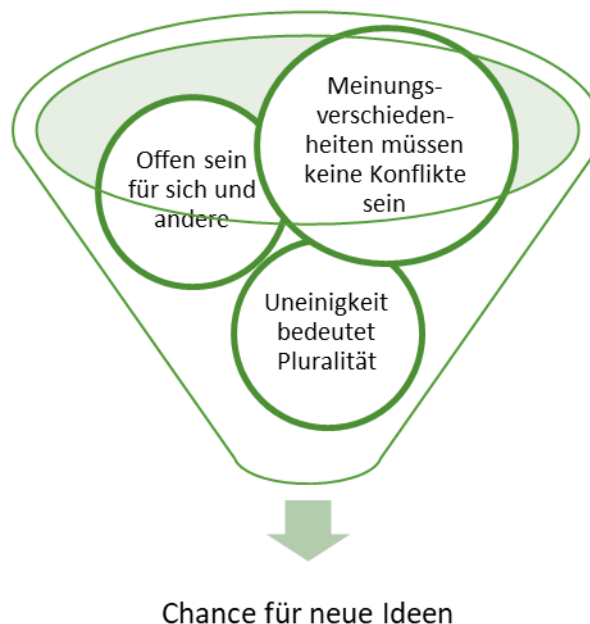 Meinungs-
verschieden-
heiten müssen
keine Konflikte
sein
Offen sein
für sich und
andere
Uneinigkeit
bedeutet
Pluralität
Chance für neue Ideen